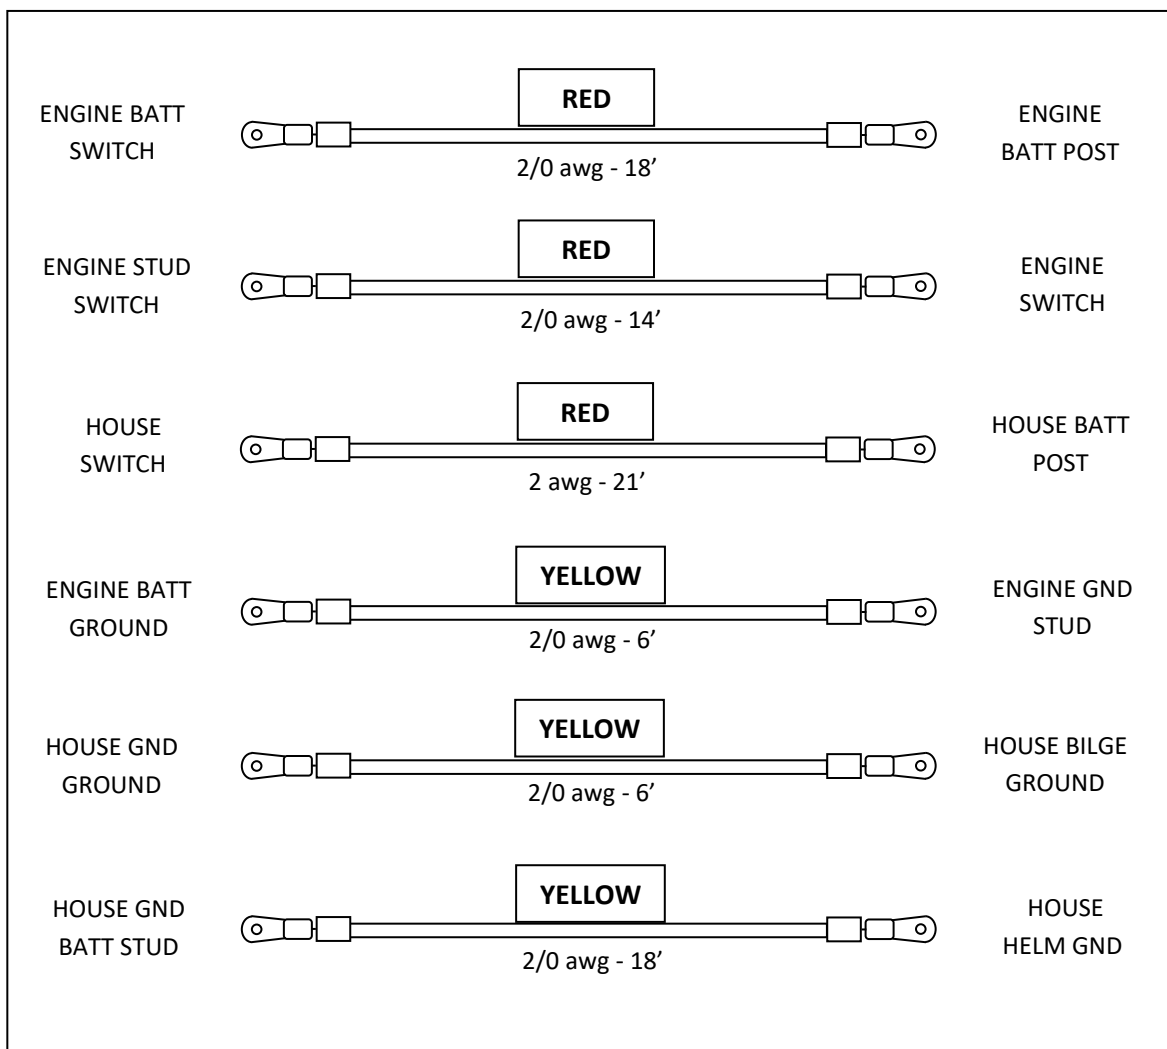 RED
ENGINE BATT
SWITCH
ENGINE
BATT POST
2/0 awg - 18’
RED
ENGINE STUD
SWITCH
ENGINE
SWITCH
2/0 awg - 14’
RED
HOUSE
SWITCH
HOUSE BATT
POST
2 awg - 21’
YELLOW
ENGINE BATT
GROUND
ENGINE GND
STUD
2/0 awg - 6’
YELLOW
HOUSE GND
GROUND
HOUSE BILGE
GROUND
2/0 awg - 6’
YELLOW
HOUSE GND
BATT STUD
HOUSE
HELM GND
2/0 awg - 18’